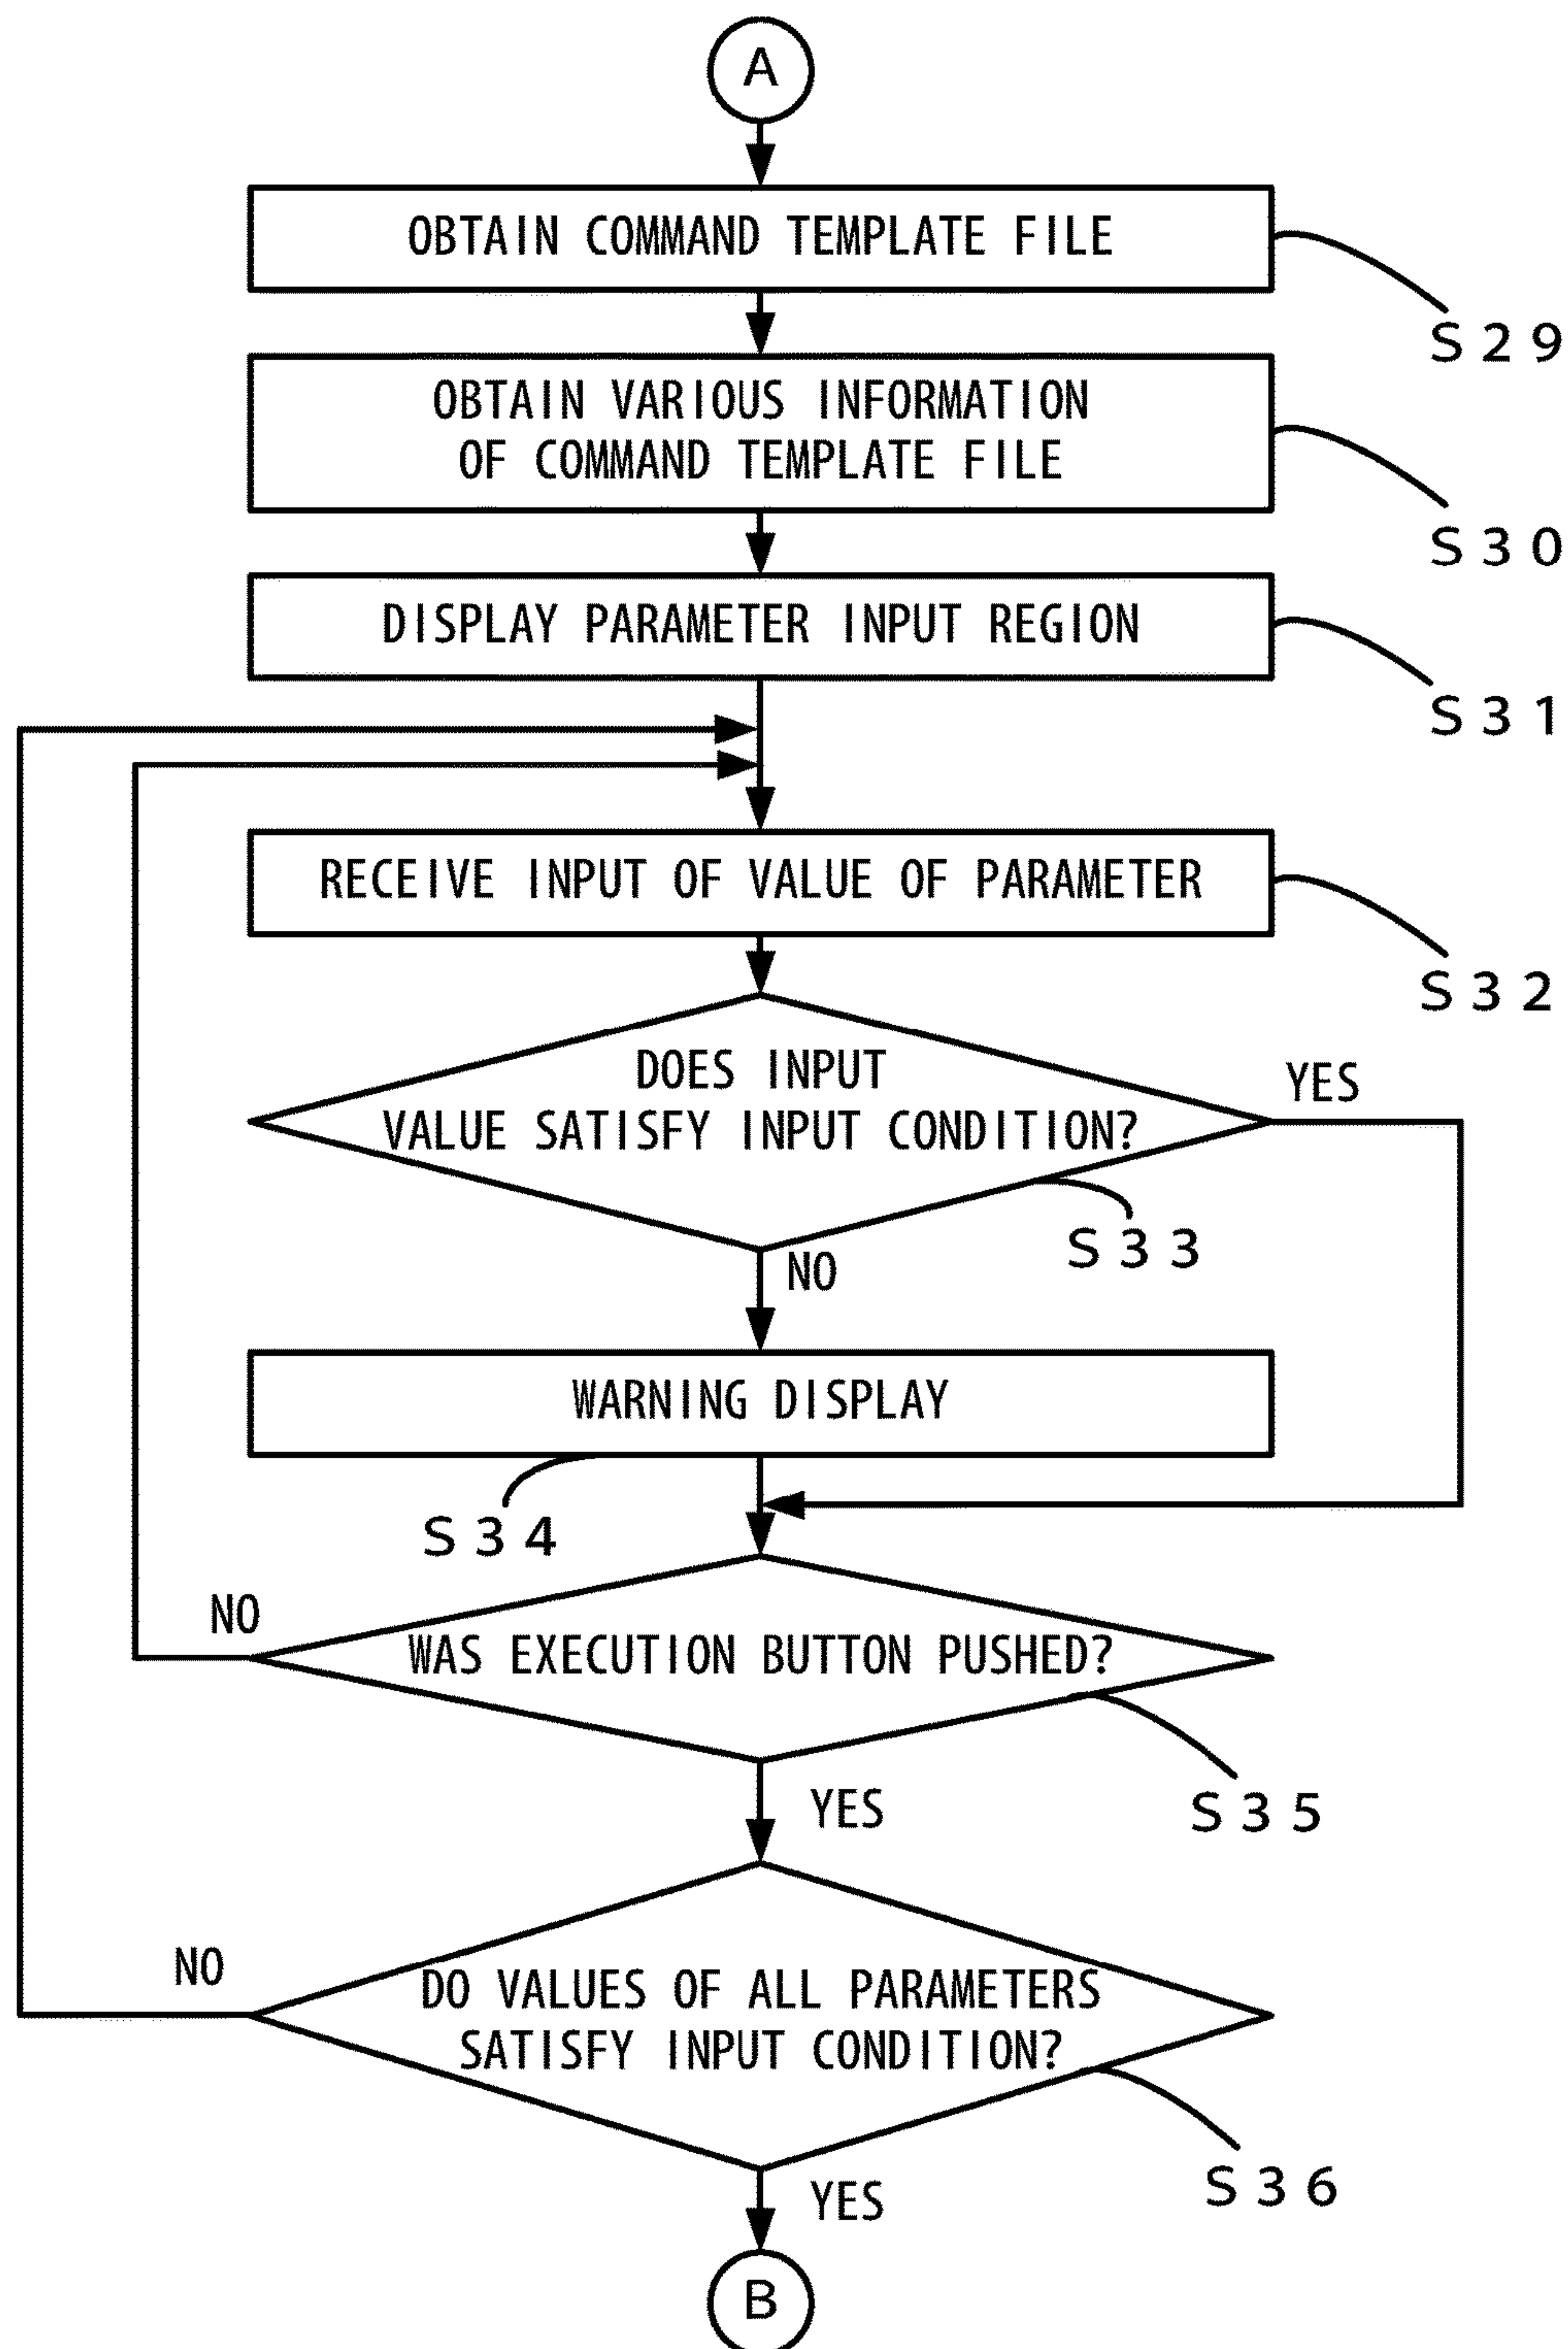 A
OBTAIN COMMAND TEMPLATE FILE
S29
OBTAIN VARIOUS INFORMATION
OF COMMAND TEMPLATE FILE
S30
DISPLAY PARAMETER INPUT REGION
S31
RECEIVE INPUT OF VALUE OF PARAMETER
S32
DOES INPUT
VALUE SATISFY INPUT CONDITION?
YES
S33
NO
WARNING DISPLAY
S34
NO
WAS EXECUTION BUTTON PUSHED?
S35
YES
NO
DO VALUES OF ALL PARAMETERS
SATISFY INPUT CONDITION?
S36
YES
B